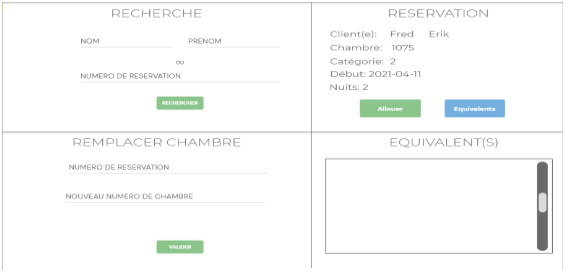 RECHERCHE
NOM PRENOM
OU
NUMERO DE RESERVATION
RECHERCHER
RESERVATION
Client(e): Fred Erik
Chambre: 1075
Catégorie: 2
Début: 2021-04-11
Nuits: 2
Allouer Equivalents
REMPLACER CHAMBRE
NUMERO DE RESERVATION
NOUVEAU NUMERO DE CHAMBRE
VALIDER
EQUIVALENT(S)